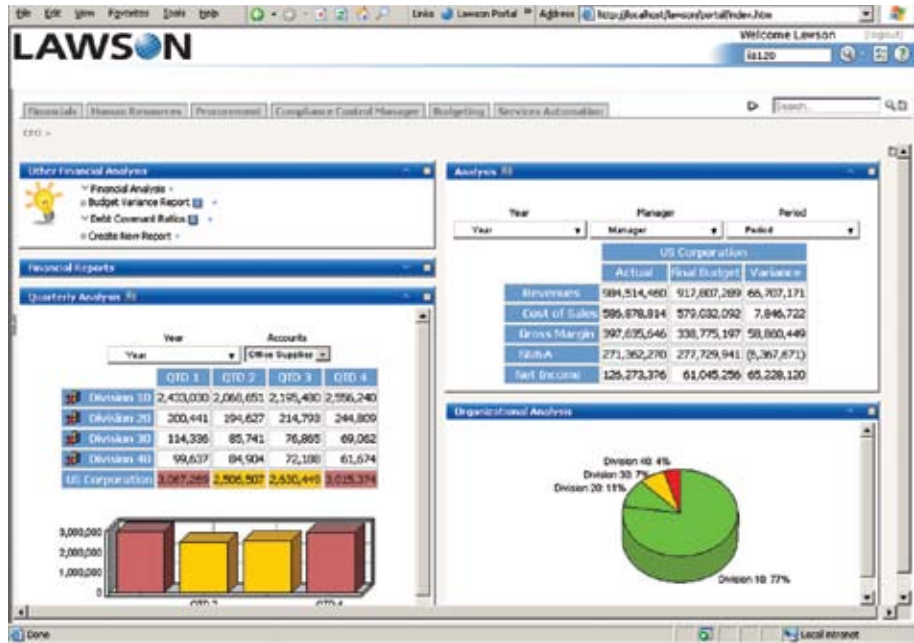 File Edit View Favorites Tools Help
Links Lawson Portal Address http://localhost/lawson/portal/index.htm
LAWSON
Welcome Lawson [logout]
Financials Human Resources Procurement Compliance Control Manager Budgeting Services Automation
Search...
CFO >
Other Financial Analysis
Financial Analysis
Budget Variance Report
Debt Covenant Ratios
Create New Report
Financial Reports
Quarterly Analysis
Year Accounts
Year Office Supplies
QTD 1 QTD 2 QTD 3 QTD 4
Division 10 2,068,651 2,195,480 2,556,240
Division 20 200,441 194,627 214,793 244,809
Division 30 114,336 85,741 76,865 69,062
Division 40 99,637 84,904 72,188 61,674
US Corporation
3,000,000
2,000,000
1,000,000
0
QTD 2 QTD 4
Analysis
Year Manager Period
Year Manager Period
US Corporation
Actual Final Budget Variance
Revenues 984,514,460 917,807,289 66,707,171
Cost of Sales 586,878,814 579,032,092 7,846,722
Gross Margin 397,635,646 338,775,197 58,860,449
271,362,270 277,729,941 (6,367,671)
Net Income 126,273,376 61,045,256 65,228,120
Organizational Analysis
Division 40: 4%
Division 30: 7%
Division 20: 11%
Division 10: 77%
Done Local intranet